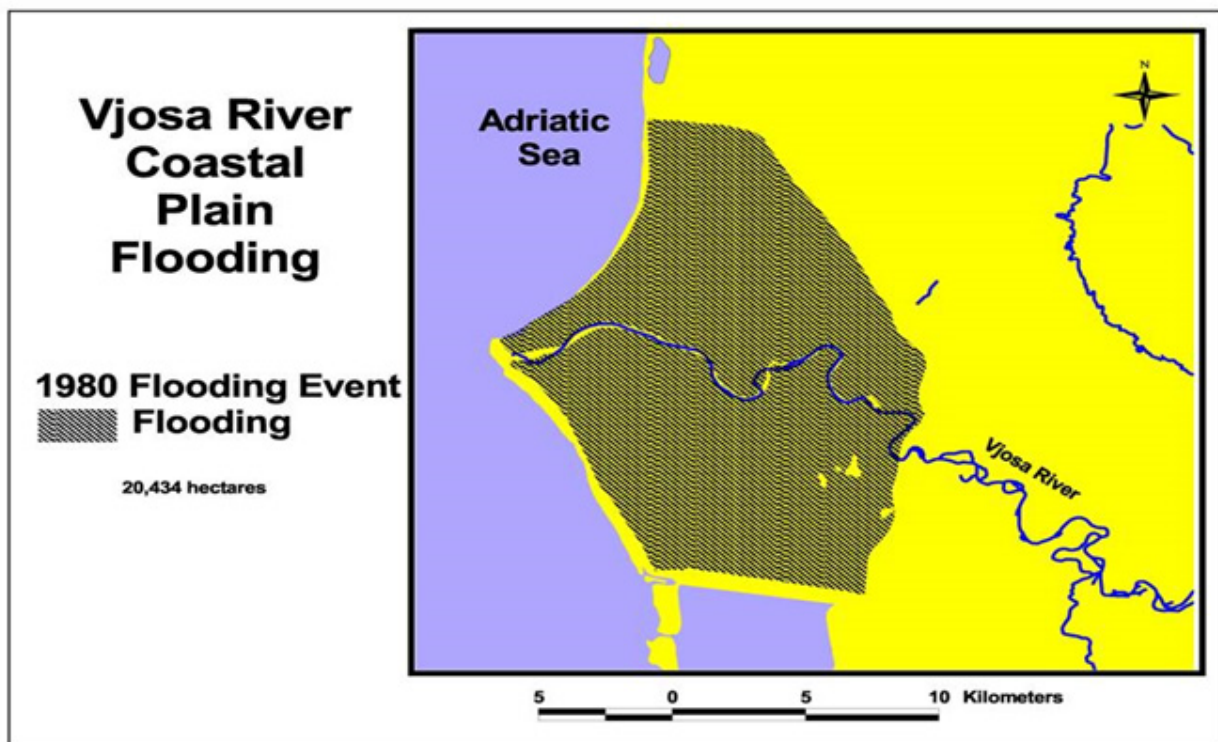 Vjosa River
Coastal
Plain
Flooding
1980 Flooding Event
Flooding
20,434 hectares
Adriatic
Sea
N
Vjosa River
5 0 5 10 Kilometers